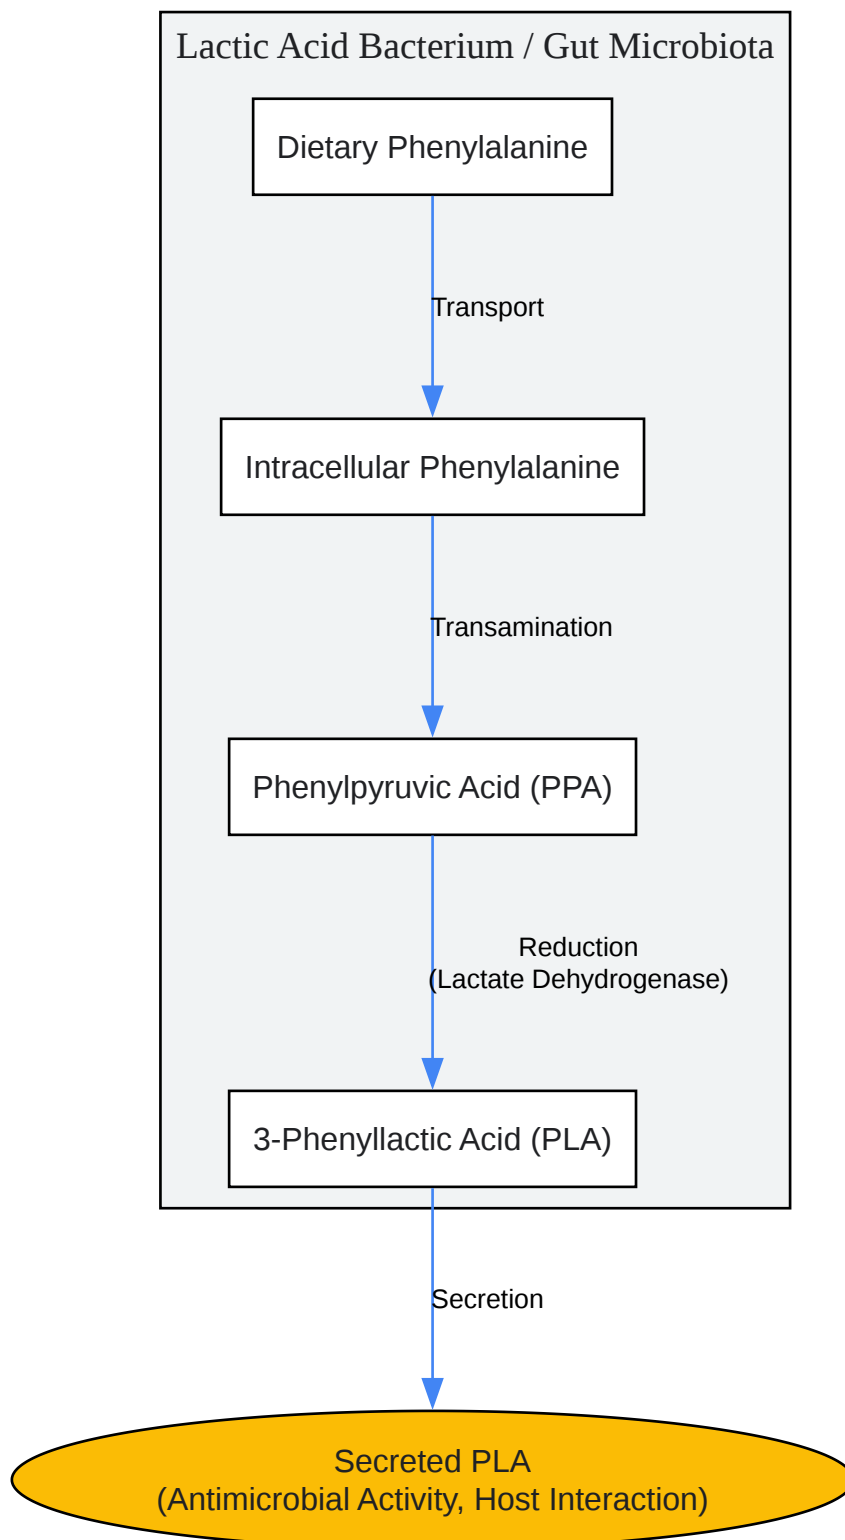 Lactic Acid Bacterium / Gut Microbiota
Dietary Phenylalanine
Transport
Intracellular Phenylalanine
Transamination
Phenylpyruvic Acid (PPA)
Reduction
(Lactate Dehydrogenase)
3-Phenyllactic Acid (PLA)
Secretion
Secreted PLA
(Antimicrobial Activity, Host Interaction)